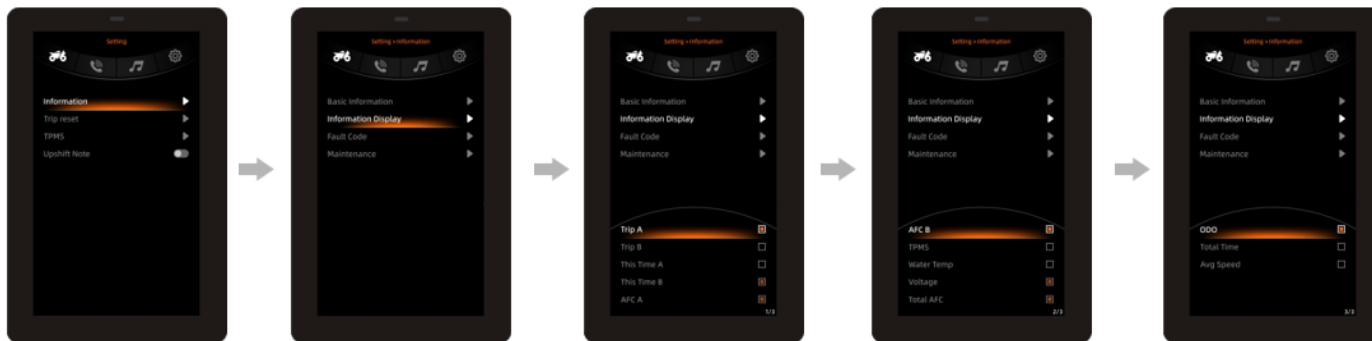 Setting
Information
Trip reset
TPMS
Upshift Note
Setting > Information
Basic Information
Information Display
Fault Code
Maintenance
Setting > Information
Basic Information
Information Display
Fault Code
Maintenance
Trip A
Trip B
This Time A
This Time B
AFC A
1/3
Setting > Information
Basic Information
Information Display
Fault Code
Maintenance
AFC B
TPMS
Water Temp
Voltage
Total AFC
2/3
Setting > Information
Basic Information
Information Display
Fault Code
Maintenance
ODO
Total Time
Avg Speed
3/3